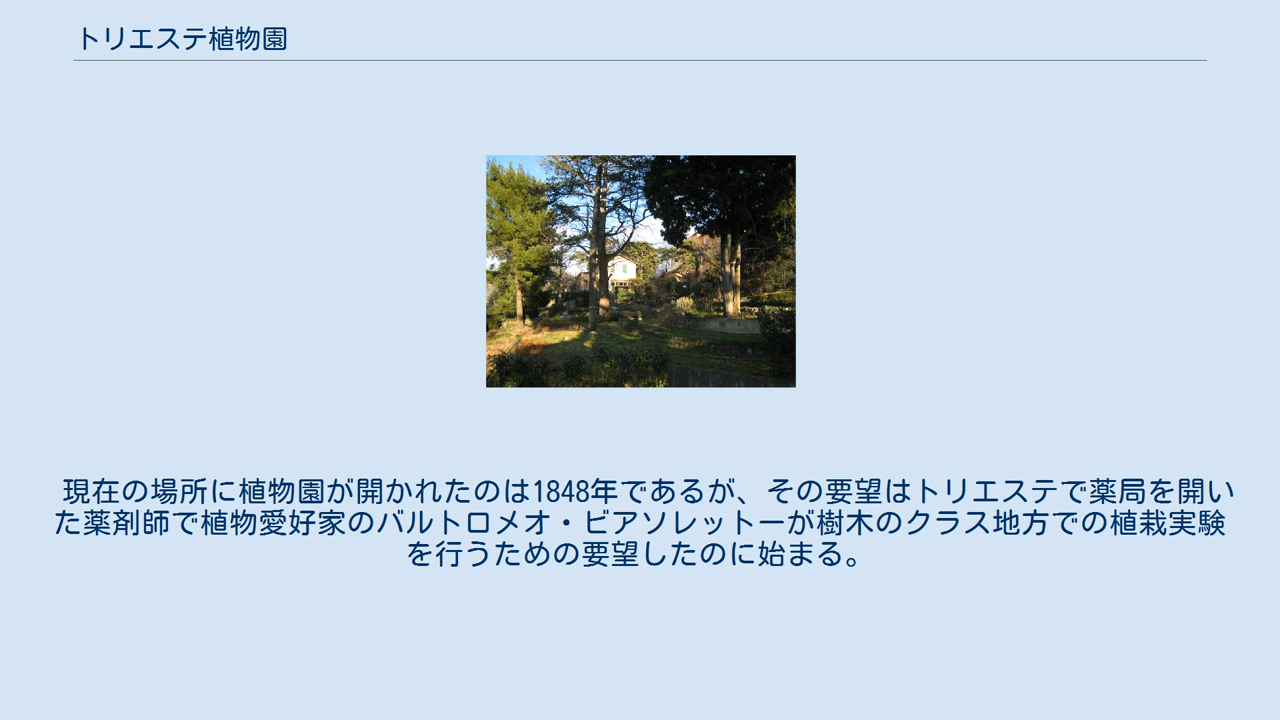 トリエステ植物園
現在の場所に植物園が開かれたのは1848年であるが、その要望はトリエステで薬局を開い
た薬剤師で植物愛好家のバルトロメオ・ビアソレットーが樹木のクラス地方での植栽実験
を行うための要望したのに始まる。